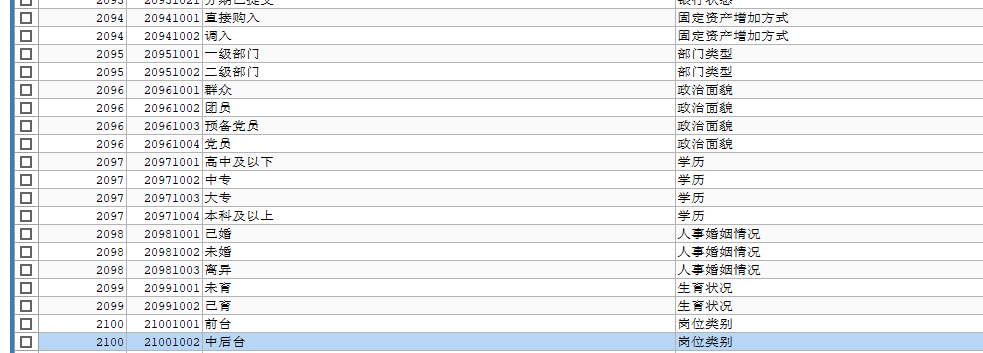 2093 20931021 分期已提交 银行状态
2094 20941001 直接购入 固定资产增加方式
2094 20941002 调入 固定资产增加方式
2095 20951001 一级部门 部门类型
2095 20951002 二级部门 部门类型
2096 20961001 群众 政治面貌
2096 20961002 团员 政治面貌
2096 20961003 预备党员 政治面貌
2096 20961004 党员 政治面貌
2097 20971001 高中及以下 学历
2097 20971002 中专 学历
2097 20971003 大专 学历
2097 20971004 本科及以上 学历
2098 20981001 已婚 人事婚姻情况
2098 20981002 未婚 人事婚姻情况
2098 20981003 离异 人事婚姻情况
2099 20991001 未育 生育状况
2099 20991002 已育 生育状况
2100 21001001 前台 岗位类别
2100 21001002 中后台 岗位类别